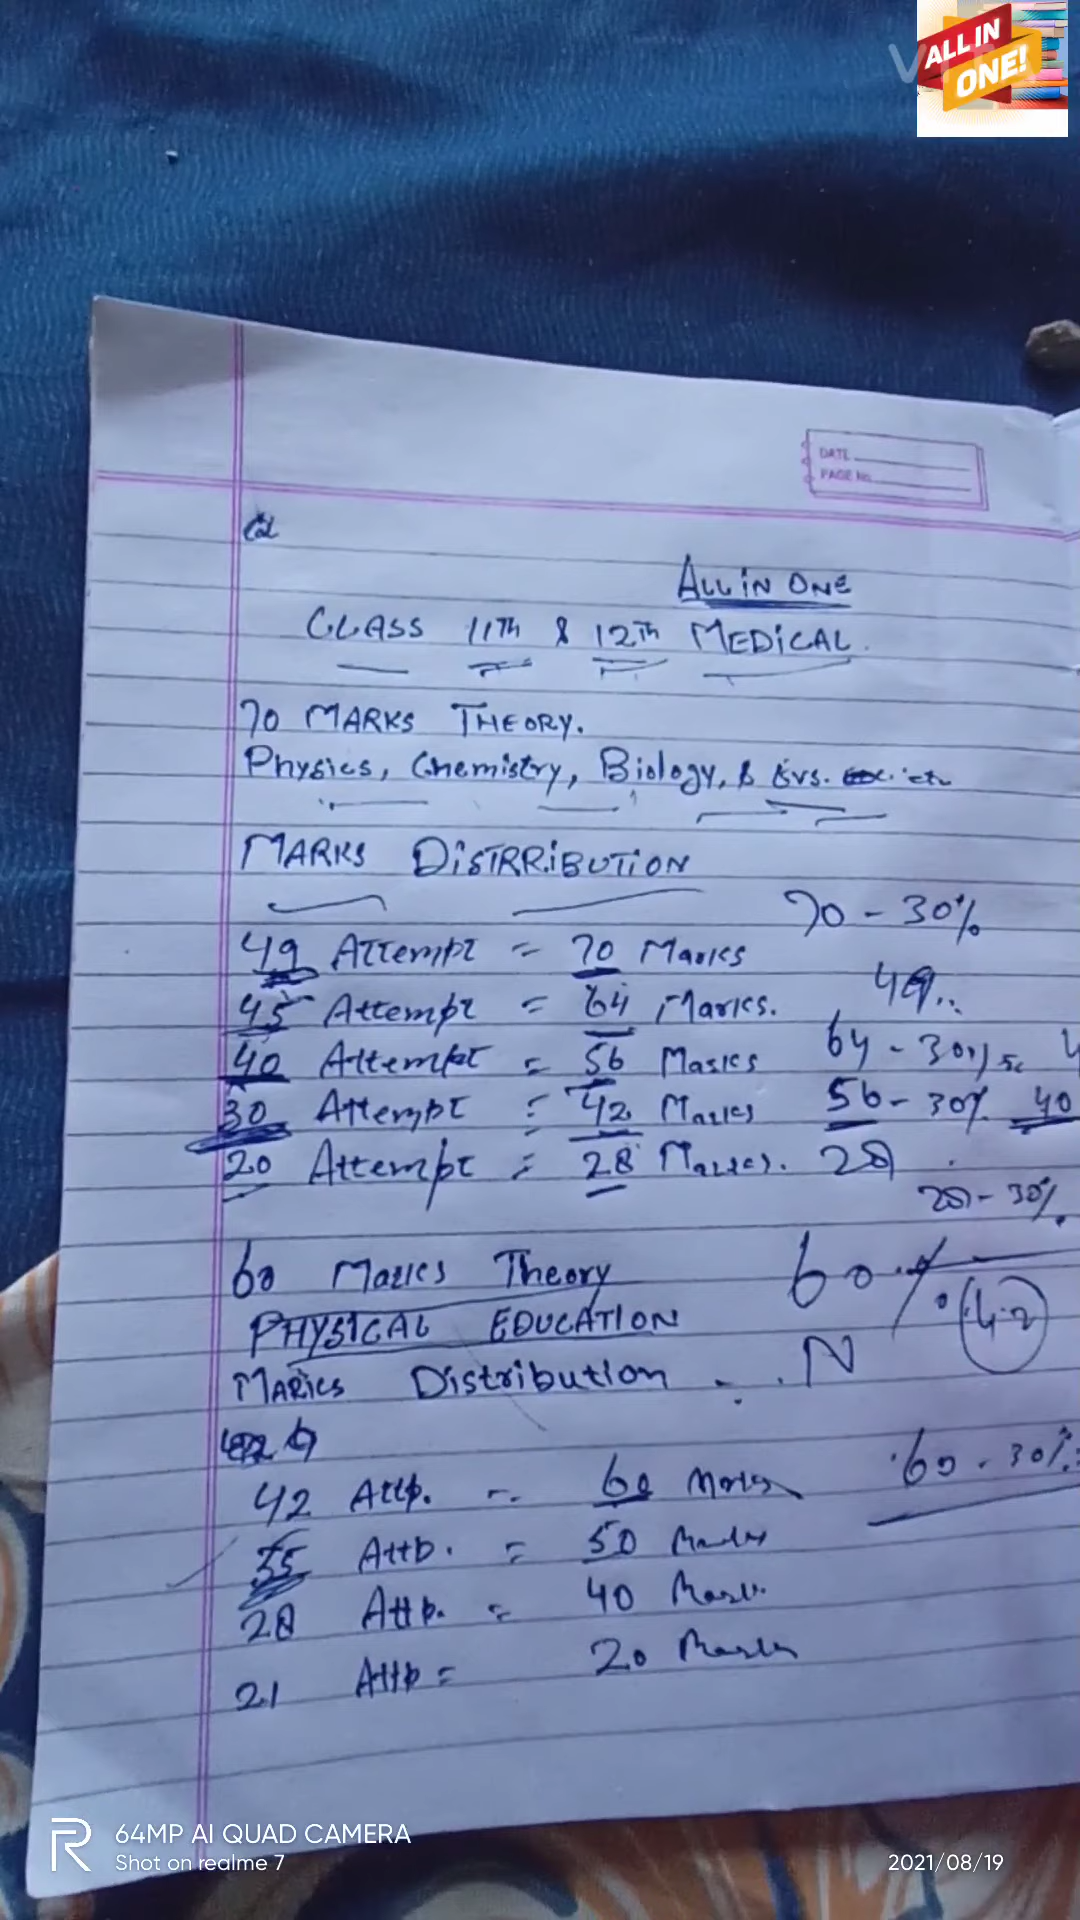 ALL IN
ONE!
DATE
PAGE No.
ALL IN ONE
CLASS 11TH & 12TH MEDICAL.
70 MARKS THEORY.
Physics, Chemistry, Biology, & Evs. etc
MARKS DISTRRIBUTION
70 - 30%
49 Attempt = 70 Marks
49..
45 Attempt = 64 Marks.
64 - 30%
40 Attempt = 56 Marks
56 - 30% 40
30 Attempt = 42 Marks
20 Attempt = 28 Marks. 28
28 - 30%
60 Marks Theory
60 %
PHYSICAL EDUCATION
42
Marks Distribution
N
42 Attp. - 60 Marks
60 - 30%
35 Attp. = 50 Marks
28 Attp. = 40 Marks
21 Attp = 20 Marks
R
64MP AI QUAD CAMERA
Shot on realme 7
2021/08/19